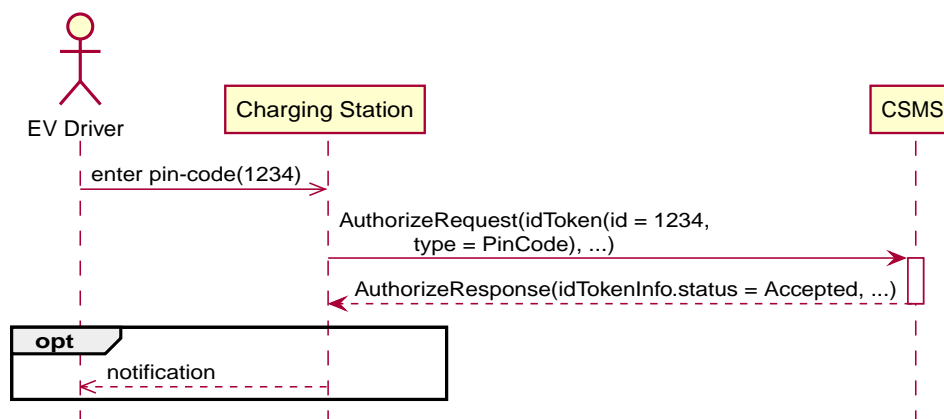 EV Driver
Charging Station
CSMS
enter pin-code(1234)
AuthorizeRequest(idToken(id = 1234,
type = PinCode), ...)
AuthorizeResponse(idTokenInfo.status = Accepted, ...)
opt
notification